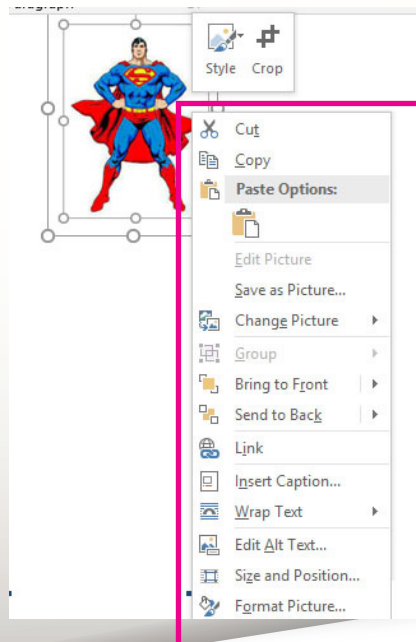 Style Crop
Cut
Copy
Paste Options:
Edit Picture
Save as Picture...
Change Picture
Group
Bring to Front
Send to Back
Link
Insert Caption...
Wrap Text
Edit Alt Text...
Size and Position...
Format Picture...